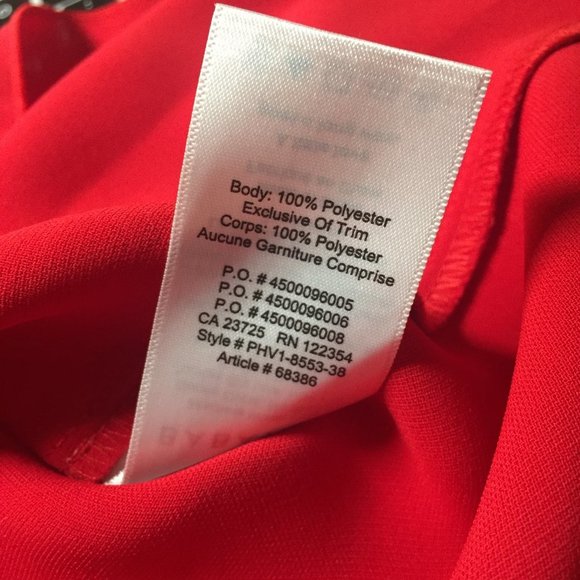 Body: 100% Polyester
Exclusive Of Trim
Corps: 100% Polyester
Aucune Garniture Comprise
P.O. # 4500096005
P.O. # 4500096006
P.O. # 4500096008
CA 23725 RN 122354
Style # PHV1-8553-38
Article # 68386